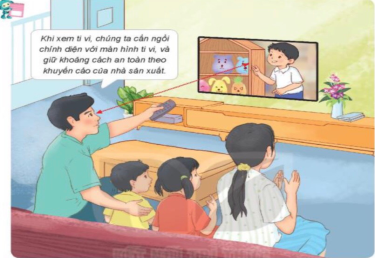 Khi xem ti vi, chúng ta cần ngồi
chính diện với màn hình ti vi, và
giữ khoảng cách an toàn theo
khuyến cáo của nhà sản xuất.